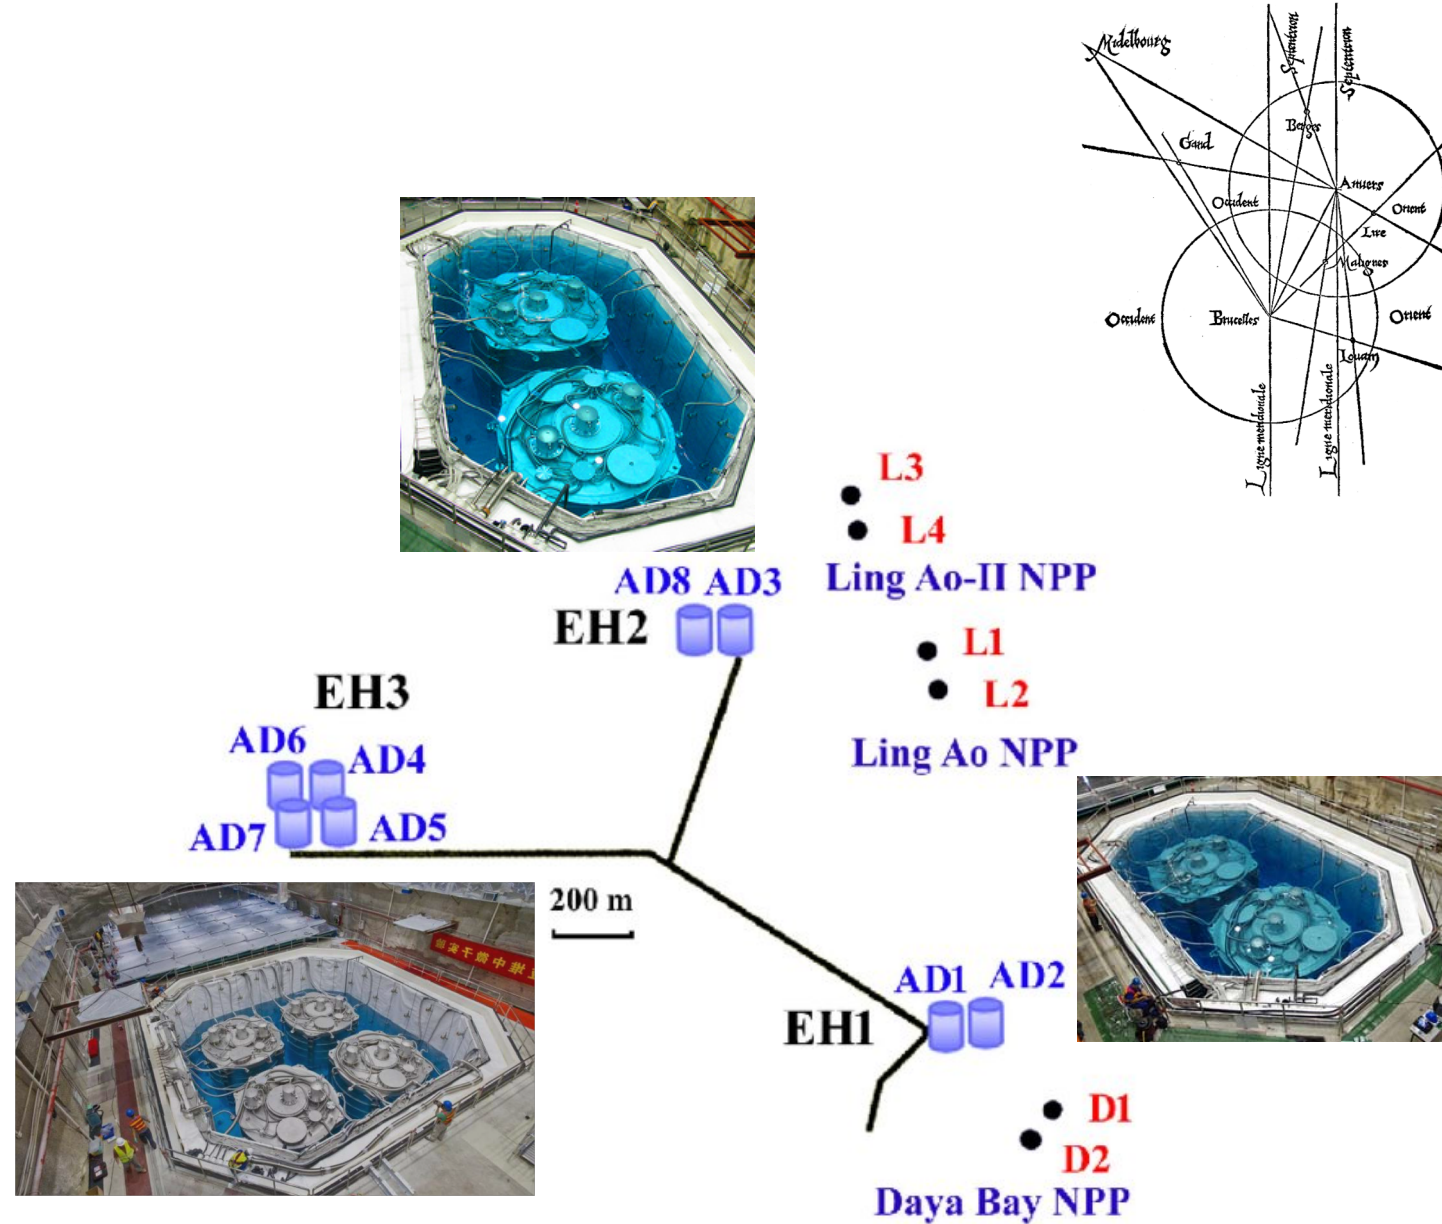 Midelbourg
Septentrion
Septentrion
Berges
Gand
Anuers
Occident
Orient
Lire
Malignes
Occident
Brucelles
Orient
Louain
Ligne meridionale
Ligne meridionale
L3
L4
Ling Ao-II NPP
AD8 AD3
EH2
L1
L2
EH3
AD6
AD4
Ling Ao NPP
AD7
AD5
200 m
AD1
AD2
EH1
D1
D2
Daya Bay NPP